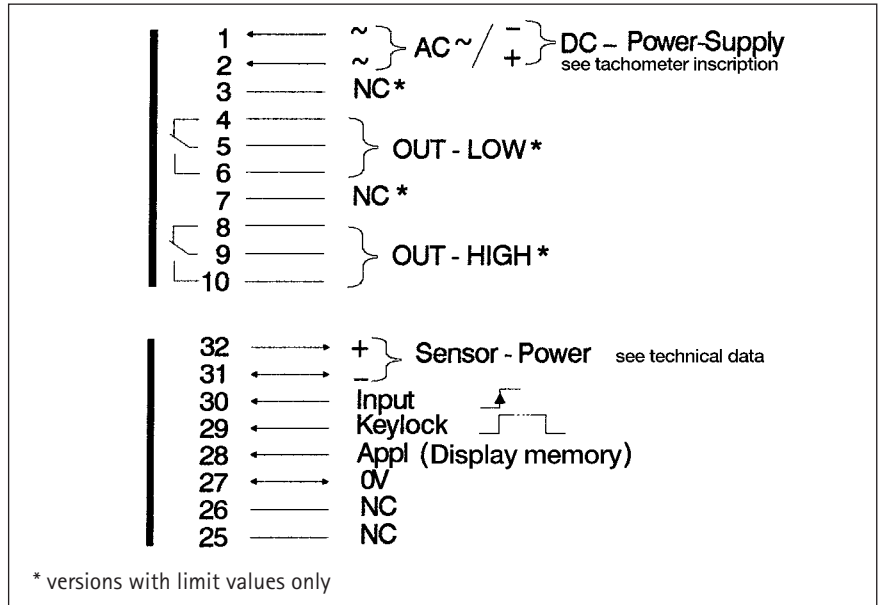 1 ~ AC ~ / – DC – Power-Supply
2 ~ + see tachometer inscription
3 NC *
4
5 OUT - LOW *
6
7 NC *
8
9 OUT - HIGH *
10
32 + Sensor - Power see technical data
31 –
30 Input
29 Keylock
28 Appl (Display memory)
27 0V
26 NC
25 NC
* versions with limit values only